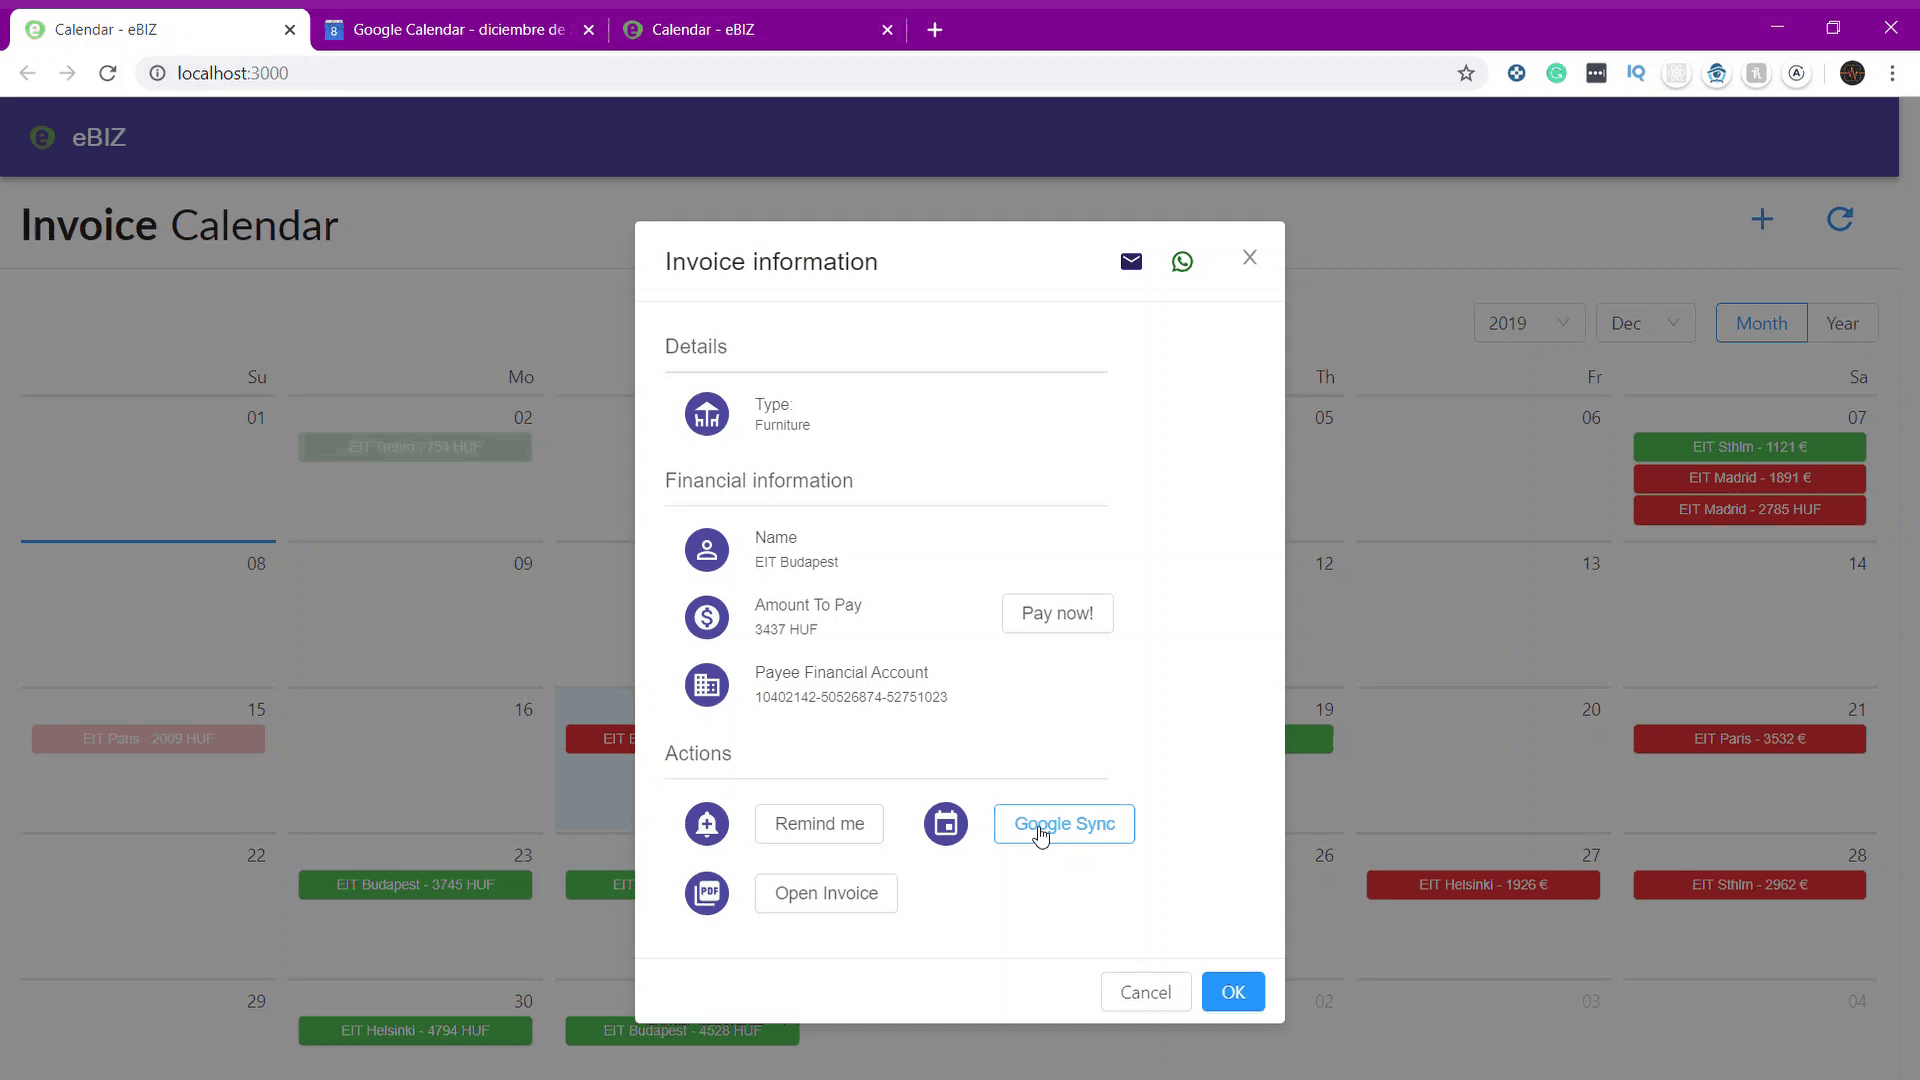 Calendar - eBIZ
Google Calendar - diciembre de
Calendar - eBIZ
localhost:3000
IQ
eBIZ
Invoice Calendar
2019
Dec
Month
Year
Su
Mo
Th
Fr
Sa
01
02
05
06
07
EIT Trento - 754 HUF
EIT Sthlm - 1121 €
EIT Madrid - 1891 €
EIT Madrid - 2785 HUF
08
09
12
13
14
15
16
19
20
21
EIT Paris - 2009 HUF
EIT
EIT Paris - 3532 €
22
23
26
27
28
EIT Budapest - 3745 HUF
EIT
EIT Helsinki - 1926 €
EIT Sthlm - 2962 €
29
30
02
03
04
EIT Helsinki - 4794 HUF
EIT Budapest - 4528 HUF
Invoice information
X
Details
Type:
Furniture
Financial information
Name
EIT Budapest
Amount To Pay
3437 HUF
Pay now!
Payee Financial Account
10402142-50526874-52751023
Actions
Remind me
Google Sync
PDF
Open Invoice
Cancel
OK